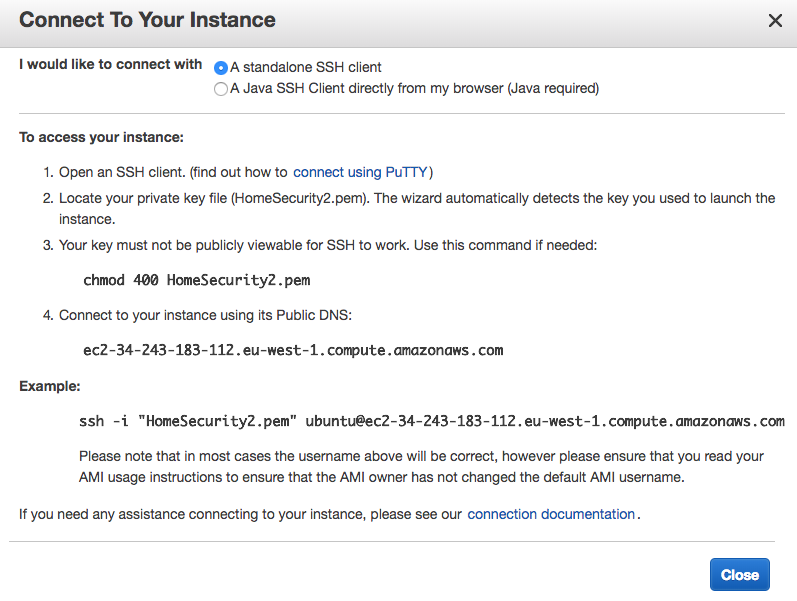 Connect To Your Instance
I would like to connect with
A standalone SSH client
A Java SSH Client directly from my browser (Java required)
To access your instance:
1. Open an SSH client. (find out how to connect using PuTTY)
2. Locate your private key file (HomeSecurity2.pem). The wizard automatically detects the key you used to launch the
instance.
3. Your key must not be publicly viewable for SSH to work. Use this command if needed:
chmod 400 HomeSecurity2.pem
4. Connect to your instance using its Public DNS:
ec2-34-243-183-112.eu-west-1.compute.amazonaws.com
Example:
ssh -i "HomeSecurity2.pem" ubuntu@ec2-34-243-183-112.eu-west-1.compute.amazonaws.com
Please note that in most cases the username above will be correct, however please ensure that you read your
AMI usage instructions to ensure that the AMI owner has not changed the default AMI username.
If you need any assistance connecting to your instance, please see our connection documentation.
Close